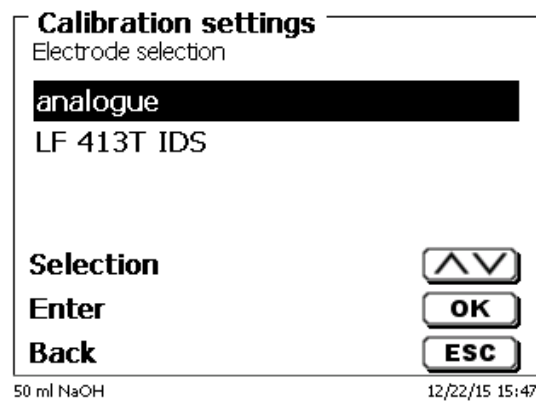 Calibration settings
Electrode selection
analogue
LF 413T IDS
Selection
Enter OK
Back ESC
50 ml NaOH 12/22/15 15:47